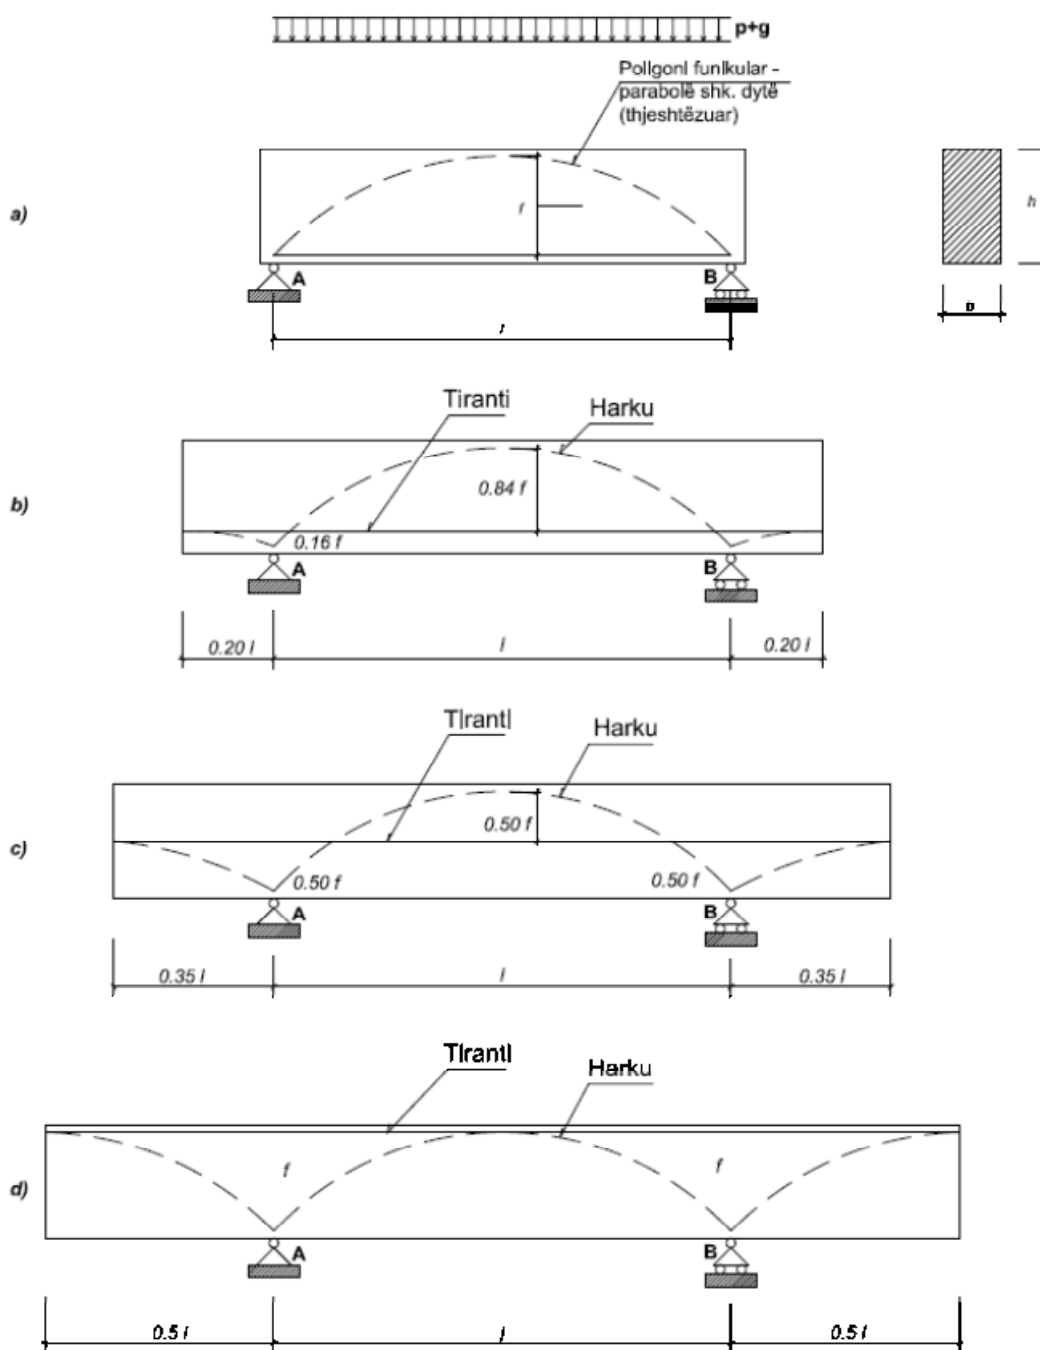 p+g
Poligoni funikular -
parabolë shk. dytë
(thjeshtëzuar)
a)
f
h
A
B
b
l
Tiranti
Harku
b)
0.84 f
0.16 f
A
B
0.20 l
l
0.20 l
Tiranti
Harku
c)
0.50 f
0.50 f
0.50 f
A
B
0.35 l
l
0.35 l
Tiranti
Harku
d)
f
f
A
B
0.5 l
l
0.5 l